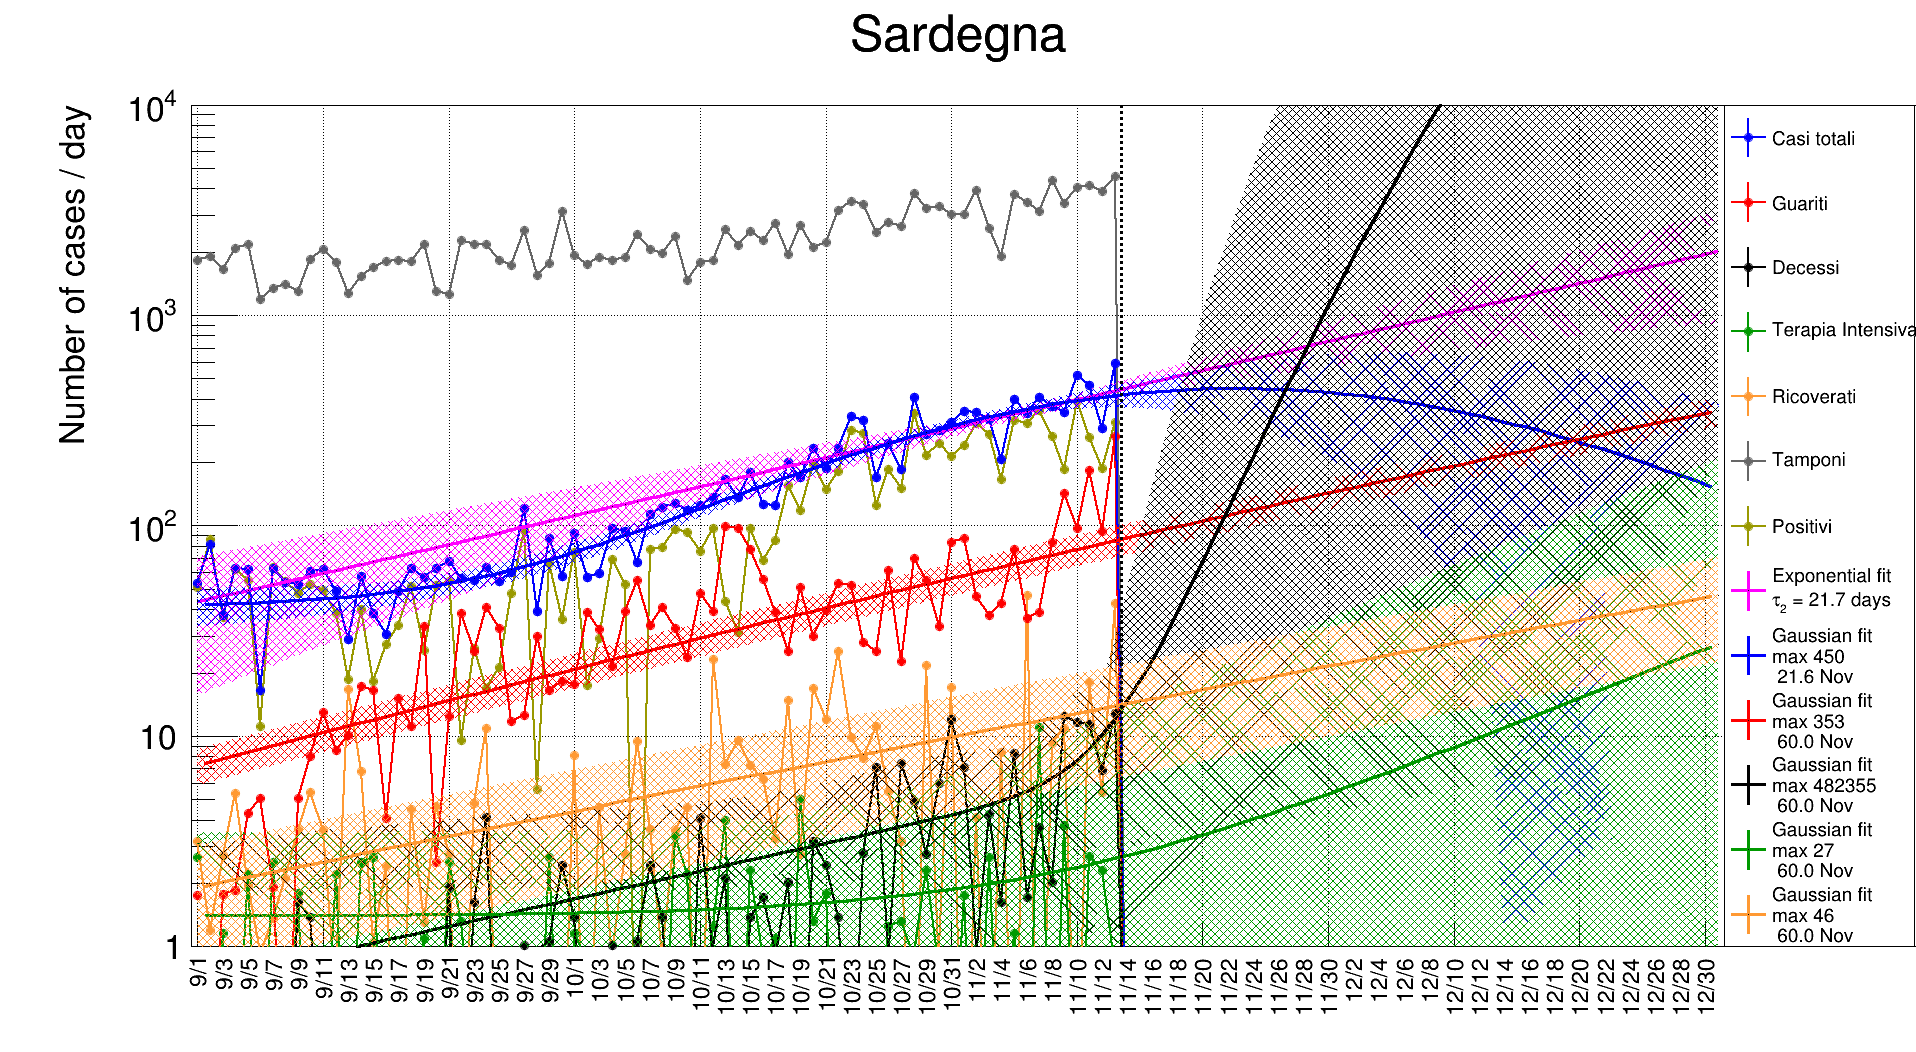 Sardegna
Number of cases / day
10^4
10^3
10^2
10
1
9/1
9/3
9/5
9/7
9/9
9/11
9/13
9/15
9/17
9/19
9/21
9/23
9/25
9/27
9/29
10/1
10/3
10/5
10/7
10/9
10/11
10/13
10/15
10/17
10/19
10/21
10/23
10/25
10/27
10/29
10/31
11/2
11/4
11/6
11/8
11/10
11/12
11/14
11/16
11/18
11/20
11/22
11/24
11/26
11/28
11/30
12/2
12/4
12/6
12/8
12/10
12/12
12/14
12/16
12/18
12/20
12/22
12/24
12/26
12/28
12/30
Casi totali
Guariti
Decessi
Terapia Intensiva
Ricoverati
Tamponi
Positivi
Exponential fit
τ₂ = 21.7 days
Gaussian fit
max 450
21.6 Nov
Gaussian fit
max 353
60.0 Nov
Gaussian fit
max 482355
60.0 Nov
Gaussian fit
max 27
60.0 Nov
Gaussian fit
max 46
60.0 Nov